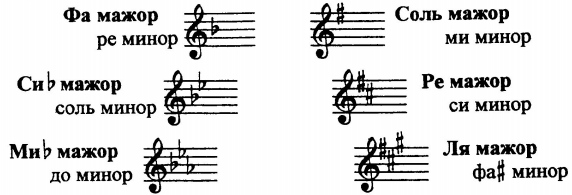 Фа мажор
ре минор
Соль мажор
ми минор
Си♭ мажор
соль минор
Ре мажор
си минор
Ми♭ мажор
до минор
Ля мажор
фа♯ минор